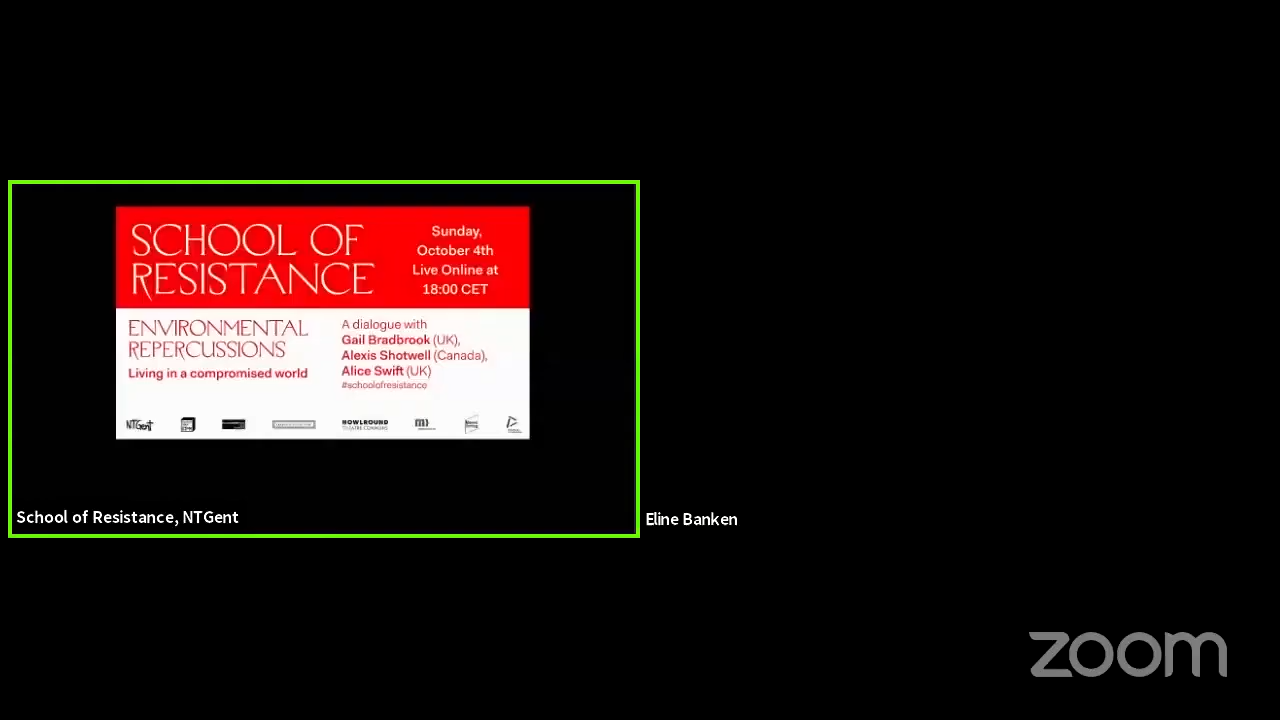 SCHOOL OF
RESISTANCE
Sunday,
October 4th
Live Online at
18:00 CET
ENVIRONMENTAL
REPERCUSSIONS
Living in a compromised world
A dialogue with
Gail Bradbrook (UK),
Alexis Shotwell (Canada),
Alice Swift (UK)
#schoolofresistance
NTGent
HOWLROUND
THEATRE COMMONS
School of Resistance, NTGent
Eline Banken
zoom